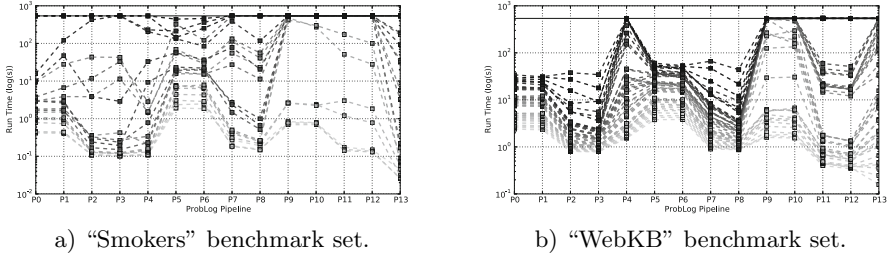 10³
10²
10¹
10⁰
10⁻¹
10⁻²
Run Time (log(s))
P0 P1 P2 P3 P4 P5 P6 P7 P8 P9 P10 P11 P12 P13
ProbLog Pipeline
a) “Smokers” benchmark set.
10³
10²
10¹
10⁰
10⁻¹
Run Time (log(s))
P0 P1 P2 P3 P4 P5 P6 P7 P8 P9 P10 P11 P12 P13
ProbLog Pipeline
b) “WebKB” benchmark set.